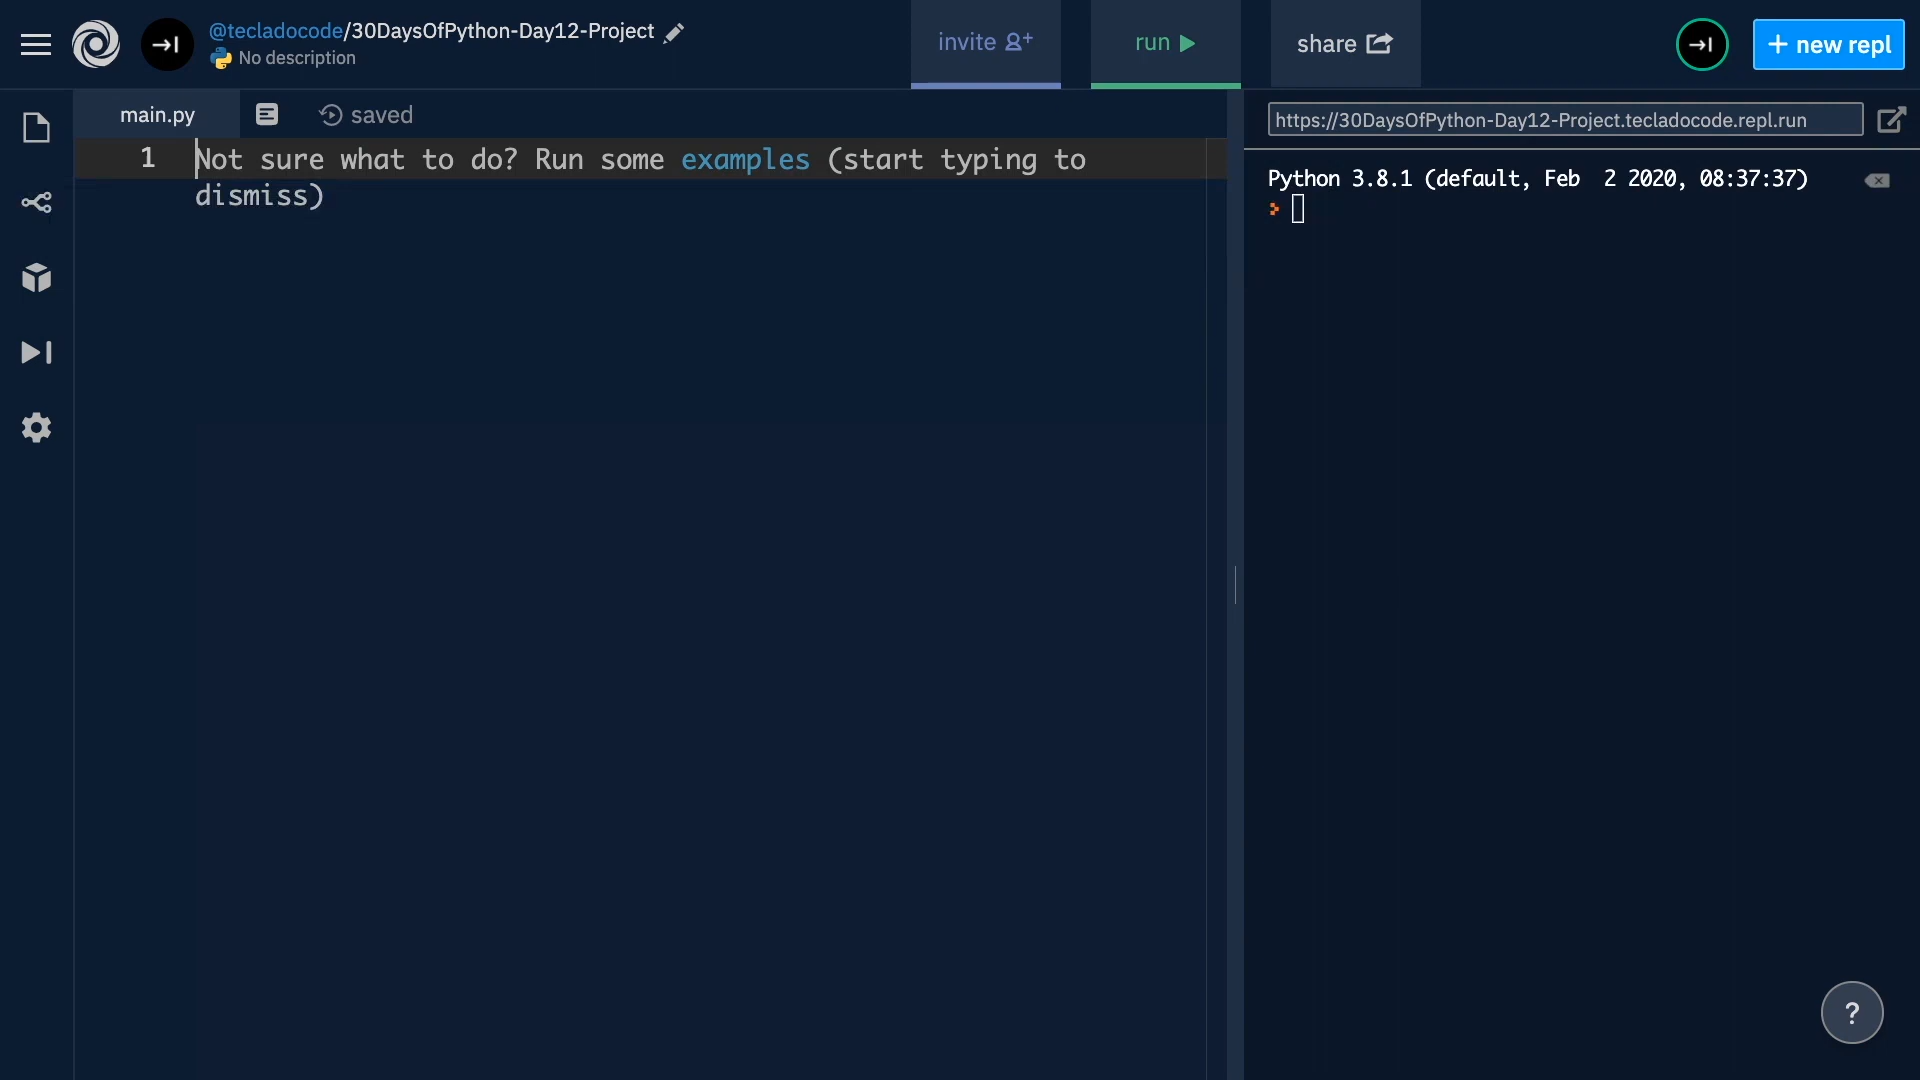 @tecladocode/30DaysOfPython-Day12-Project
No description
invite
run
share
+ new repl
main.py
saved
https://30DaysOfPython-Day12-Project.tecladocode.repl.run
1
Not sure what to do? Run some examples (start typing to
dismiss)
Python 3.8.1 (default, Feb  2 2020, 08:37:37)
?